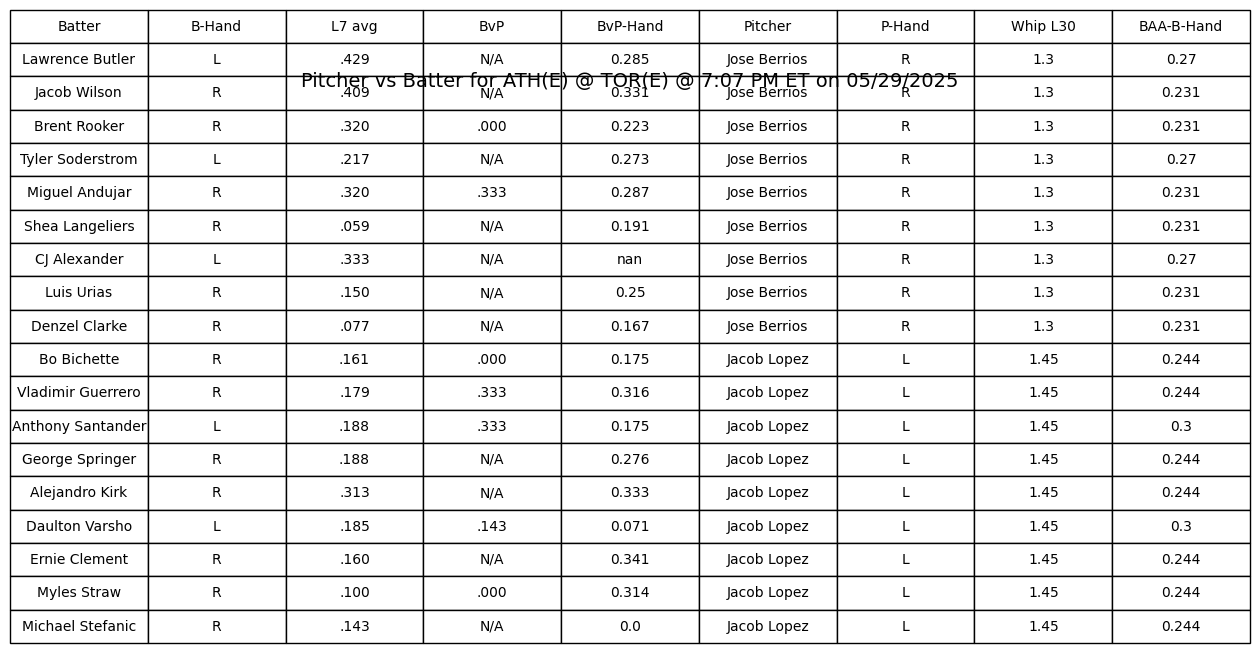 Batter B-Hand L7 avg BvP BvP-Hand Pitcher P-Hand Whip L30 BAA-B-Hand
Lawrence Butler L .429 N/A 0.285 Jose Berrios R 1.3 0.27
Pitcher vs Batter for ATH(E) @ TOR(E) @ 7:07 PM ET on 05/29/2025
Jacob Wilson R .409 N/A 0.331 Jose Berrios R 1.3 0.231
Brent Rooker R .320 .000 0.223 Jose Berrios R 1.3 0.231
Tyler Soderstrom L .217 N/A 0.273 Jose Berrios R 1.3 0.27
Miguel Andujar R .320 .333 0.287 Jose Berrios R 1.3 0.231
Shea Langeliers R .059 N/A 0.191 Jose Berrios R 1.3 0.231
CJ Alexander L .333 N/A nan Jose Berrios R 1.3 0.27
Luis Urias R .150 N/A 0.25 Jose Berrios R 1.3 0.231
Denzel Clarke R .077 N/A 0.167 Jose Berrios R 1.3 0.231
Bo Bichette R .161 .000 0.175 Jacob Lopez L 1.45 0.244
Vladimir Guerrero R .179 .333 0.316 Jacob Lopez L 1.45 0.244
Anthony Santander L .188 .333 0.175 Jacob Lopez L 1.45 0.3
George Springer R .188 N/A 0.276 Jacob Lopez L 1.45 0.244
Alejandro Kirk R .313 N/A 0.333 Jacob Lopez L 1.45 0.244
Daulton Varsho L .185 .143 0.071 Jacob Lopez L 1.45 0.3
Ernie Clement R .160 N/A 0.341 Jacob Lopez L 1.45 0.244
Myles Straw R .100 .000 0.314 Jacob Lopez L 1.45 0.244
Michael Stefanic R .143 N/A 0.0 Jacob Lopez L 1.45 0.244